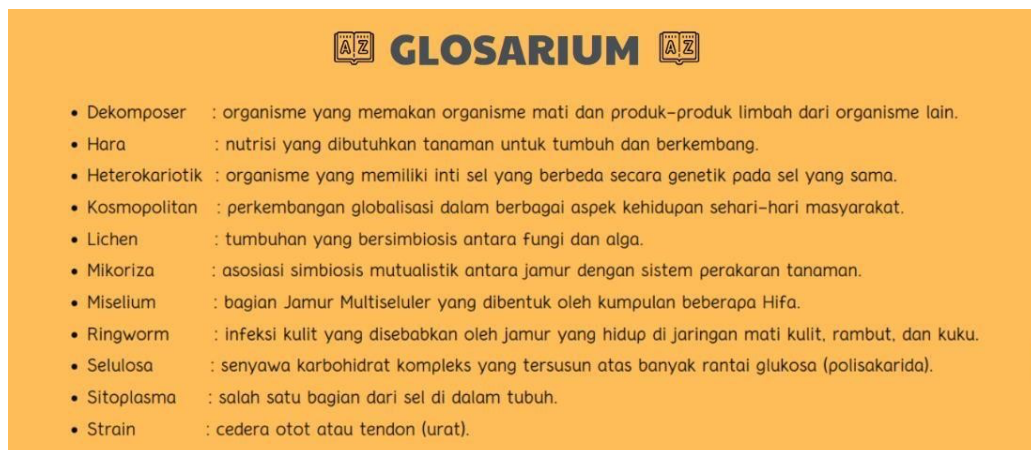 GLOSARIUM
• Dekomposer : organisme yang memakan organisme mati dan produk-produk limbah dari organisme lain.
• Hara : nutrisi yang dibutuhkan tanaman untuk tumbuh dan berkembang.
• Heterokariotik : organisme yang memiliki inti sel yang berbeda secara genetik pada sel yang sama.
• Kosmopolitan : perkembangan globalisasi dalam berbagai aspek kehidupan sehari-hari masyarakat.
• Lichen : tumbuhan yang bersimbiosis antara fungi dan alga.
• Mikoriza : asosiasi simbiosis mutualistik antara jamur dengan sistem perakaran tanaman.
• Miselium : bagian Jamur Multiseluler yang dibentuk oleh kumpulan beberapa Hifa.
• Ringworm : infeksi kulit yang disebabkan oleh jamur yang hidup di jaringan mati kulit, rambut, dan kuku.
• Selulosa : senyawa karbohidrat kompleks yang tersusun atas banyak rantai glukosa (polisakarida).
• Sitoplasma : salah satu bagian dari sel di dalam tubuh.
• Strain : cedera otot atau tendon (urat).